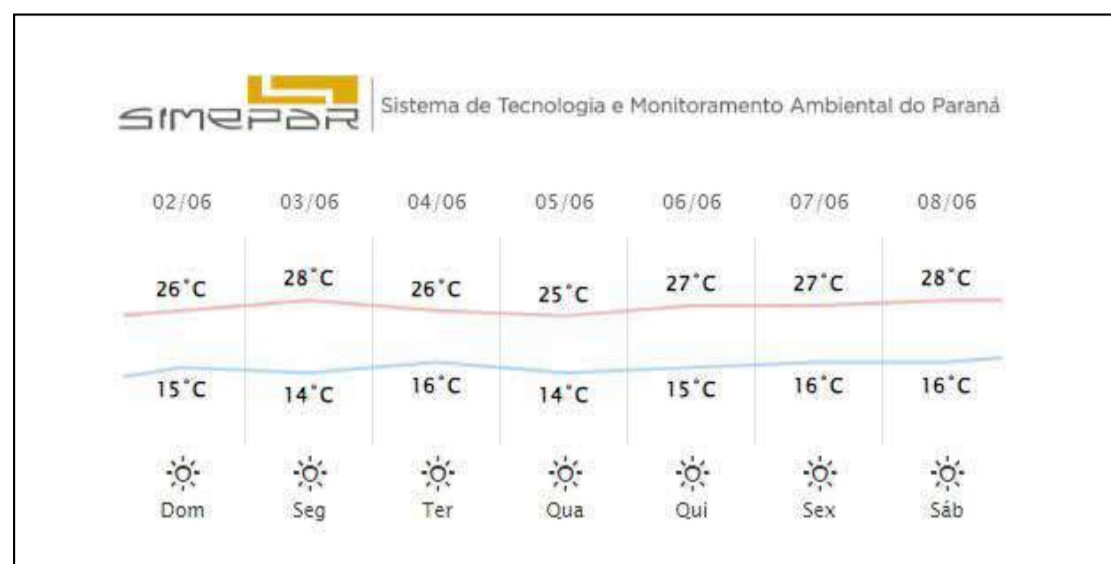 SIMEPAR
Sistema de Tecnologia e Monitoramento Ambiental do Paraná
02/06 03/06 04/06 05/06 06/06 07/06 08/06
26°C 28°C 26°C 25°C 27°C 27°C 28°C
15°C 14°C 16°C 14°C 15°C 16°C 16°C
Dom Seg Ter Qua Qui Sex Sáb